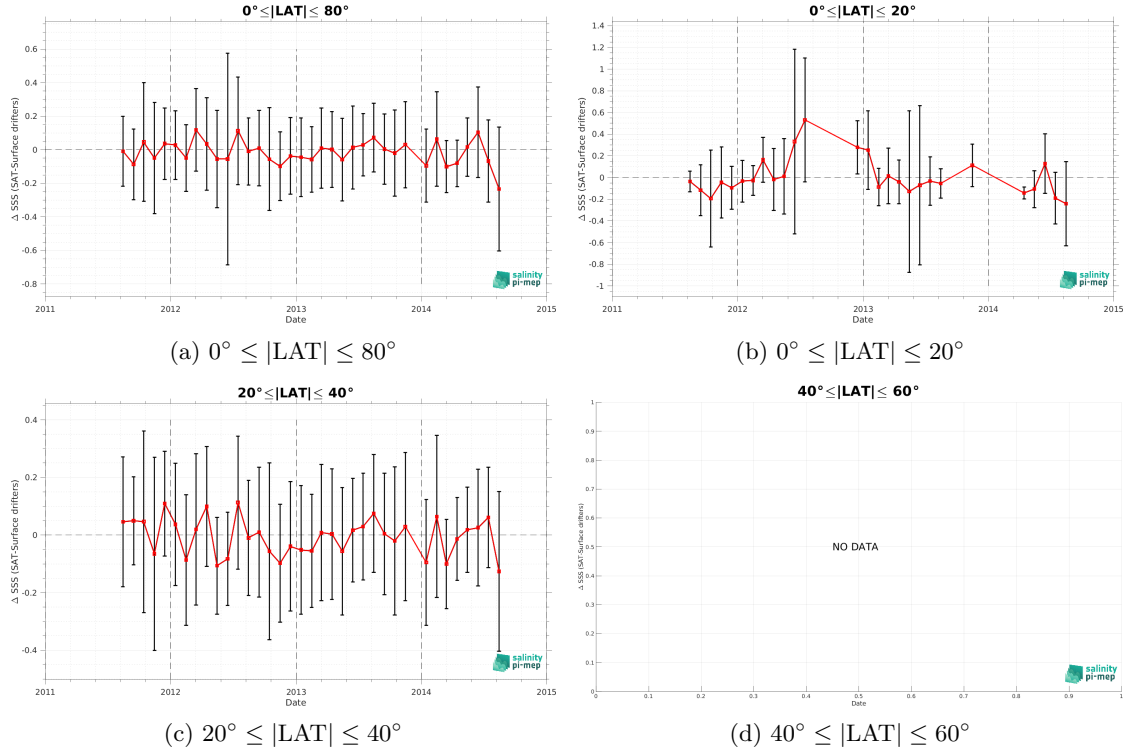 0°≤|LAT|≤ 80°
Δ SSS (SAT-Surface drifters)
0.6
0.4
0.2
0
-0.2
-0.4
-0.6
-0.8
2011 2012 2013 2014 2015
Date
salinity
pi-mep
(a) 0° ≤ |LAT| ≤ 80°
0°≤|LAT|≤ 20°
Δ SSS (SAT-Surface drifters)
1.4
1.2
1
0.8
0.6
0.4
0.2
0
-0.2
-0.4
-0.6
-0.8
-1
2011 2012 2013 2014 2015
Date
salinity
pi-mep
(b) 0° ≤ |LAT| ≤ 20°
20°≤|LAT|≤ 40°
Δ SSS (SAT-Surface drifters)
0.4
0.2
0
-0.2
-0.4
2011 2012 2013 2014 2015
Date
salinity
pi-mep
(c) 20° ≤ |LAT| ≤ 40°
40°≤|LAT|≤ 60°
Δ SSS (SAT-Surface drifters)
1
0.9
0.8
0.7
0.6
0.5
0.4
0.3
0.2
0.1
0
NO DATA
0 0.1 0.2 0.3 0.4 0.5 0.6 0.7 0.8 0.9 1
Date
salinity
pi-mep
(d) 40° ≤ |LAT| ≤ 60°